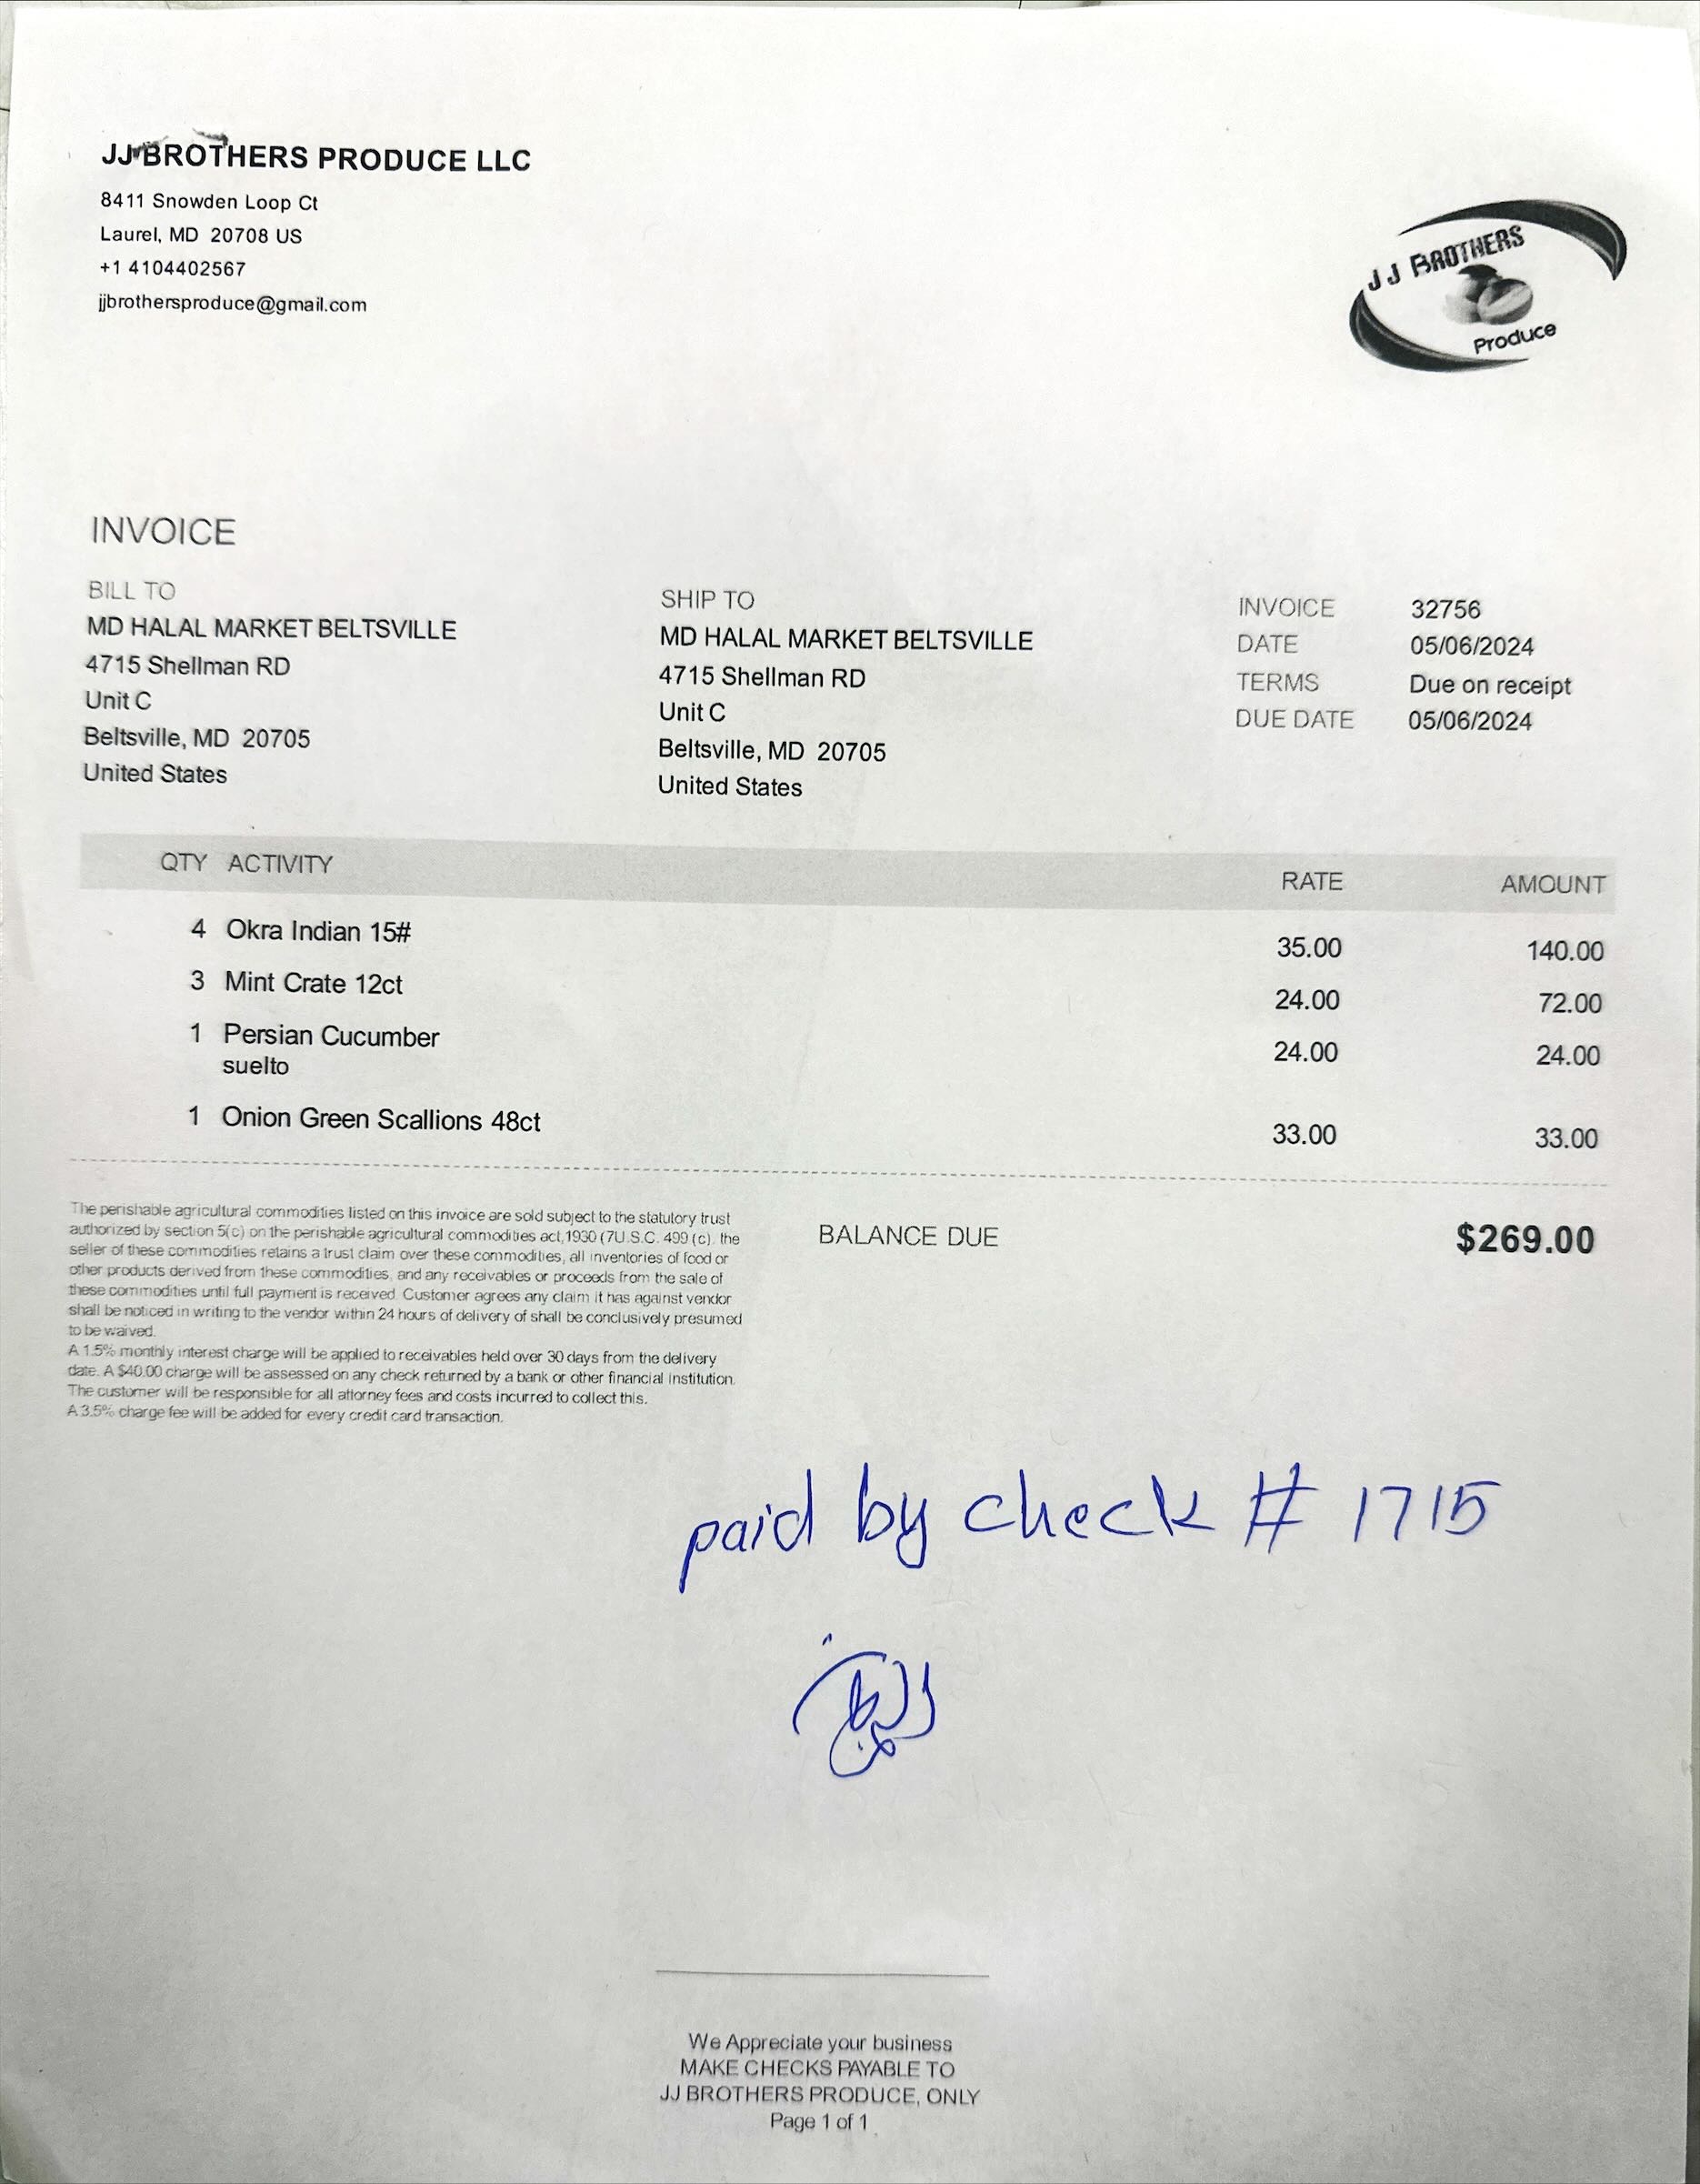 JJ BROTHERS PRODUCE LLC
8411 Snowden Loop Ct
Laurel, MD 20708 US
+1 4104402567
jjbrothersproduce@gmail.com
JJ BROTHERS
Produce
INVOICE
BILL TO
MD HALAL MARKET BELTSVILLE
4715 Shellman RD
Unit C
Beltsville, MD 20705
United States
SHIP TO
MD HALAL MARKET BELTSVILLE
4715 Shellman RD
Unit C
Beltsville, MD 20705
United States
INVOICE 32756
DATE 05/06/2024
TERMS Due on receipt
DUE DATE 05/06/2024
QTY ACTIVITY RATE AMOUNT
4 Okra Indian 15# 35.00 140.00
3 Mint Crate 12ct 24.00 72.00
1 Persian Cucumber 24.00 24.00
suelto
1 Onion Green Scallions 48ct 33.00 33.00
The perishable agricultural commodities listed on this invoice are sold subject to the statutory trust
authorized by section 5(c) on the perishable agricultural commodities act,1930 (7U.S.C. 499 (c). the
seller of these commodities retains a trust claim over these commodities, all inventories of food or
other products derived from these commodities, and any receivables or proceeds from the sale of
these commodities until full payment is received. Customer agrees any claim it has against vendor
shall be noticed in writing to the vendor within 24 hours of delivery of shall be conclusively presumed
to be waived.
A 1.5% monthly interest charge will be applied to receivables held over 30 days from the delivery
date. A $40.00 charge will be assessed on any check returned by a bank or other financial institution.
The customer will be responsible for all attorney fees and costs incurred to collect this.
A 3.5% charge fee will be added for every credit card transaction.
BALANCE DUE $269.00
paid by check # 1715
We Appreciate your business
MAKE CHECKS PAYABLE TO
JJ BROTHERS PRODUCE, ONLY
Page 1 of 1